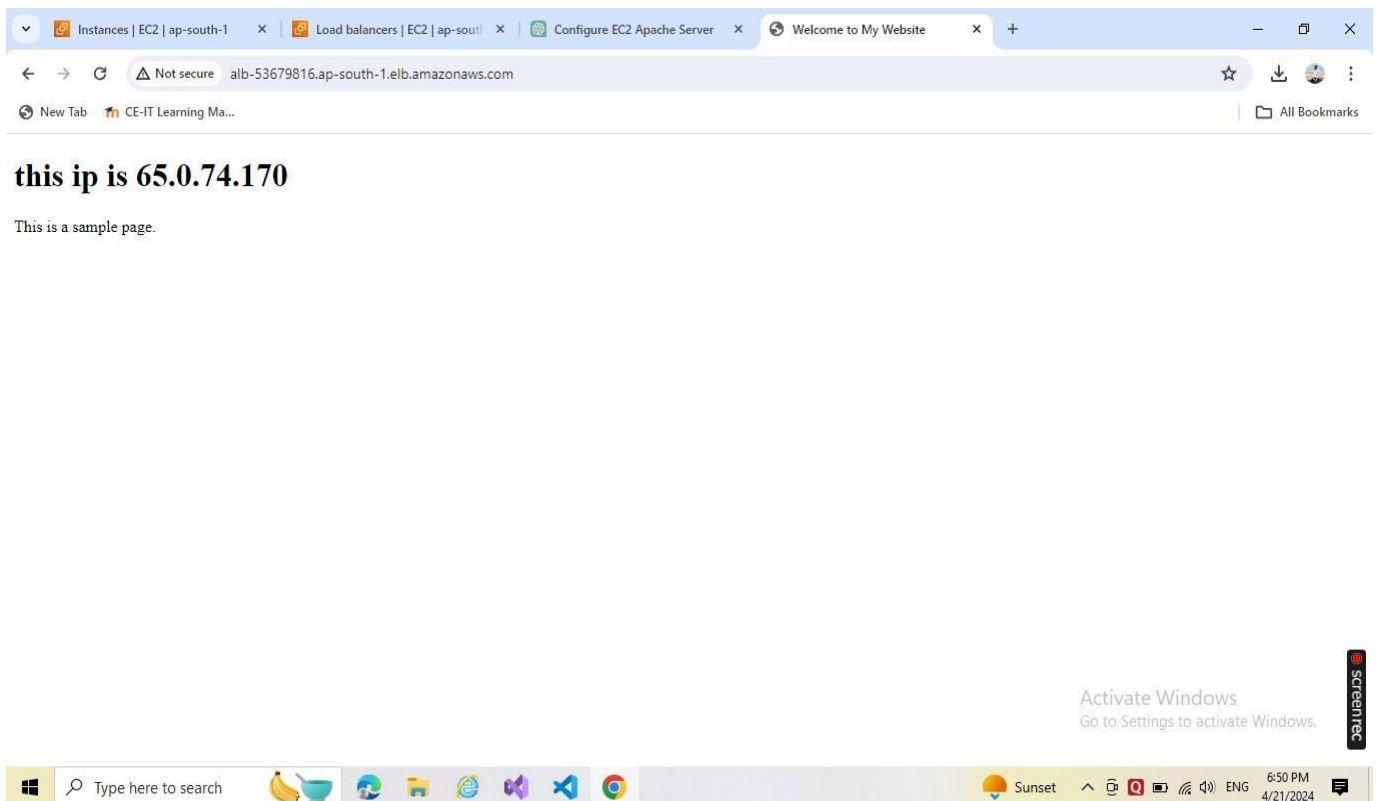 Instances | EC2 | ap-south-1
Load balancers | EC2 | ap-sout
Configure EC2 Apache Server
Welcome to My Website
Not secure alb-53679816.ap-south-1.elb.amazonaws.com
New Tab CE-IT Learning Ma... All Bookmarks
this ip is 65.0.74.170
This is a sample page.
Activate Windows
Go to Settings to activate Windows.
screenrec
Type here to search
Sunset
ENG
6:50 PM
4/21/2024